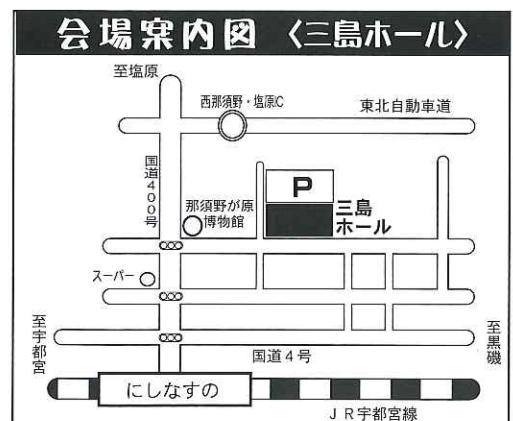 会場案内図 〈三島ホール〉
至塩原
西那須野・塩原IC
東北自動車道
国道400号
P
那須野が原
博物館
三島
ホール
スーパー
至宇都宮
至黒磯
国道4号
にしなすの
JR宇都宮線